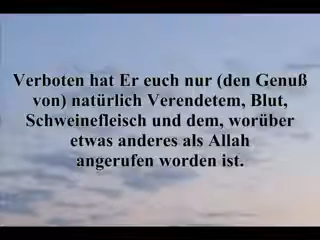 Verboten hat Er euch nur (den Genuß
von) natürlich Verendetem, Blut,
Schweinefleisch und dem, worüber
etwas anderes als Allah
angerufen worden ist.